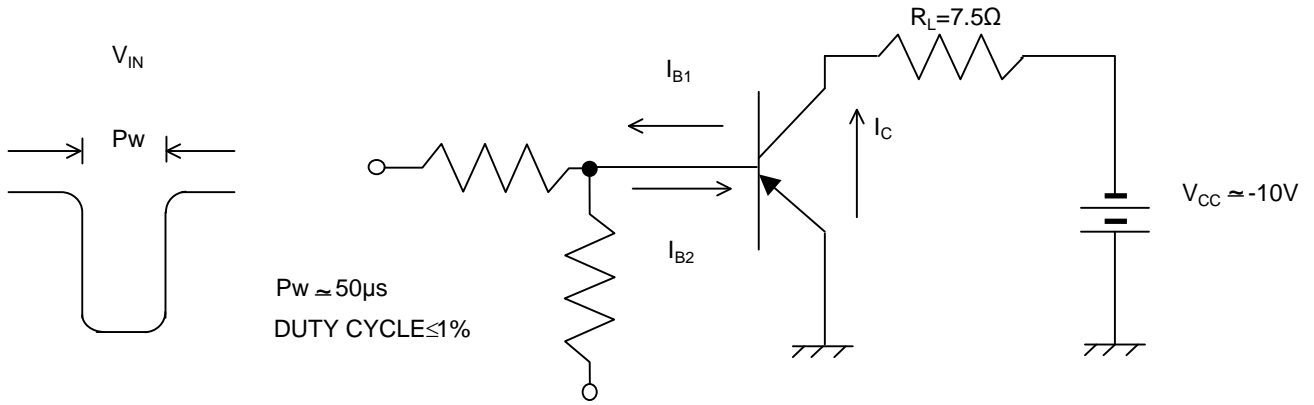 R_L=7.5Ω
V_IN
I_B1
Pw
I_C
V_CC ≃ -10V
I_B2
Pw ≃ 50μs
DUTY CYCLE≤1%